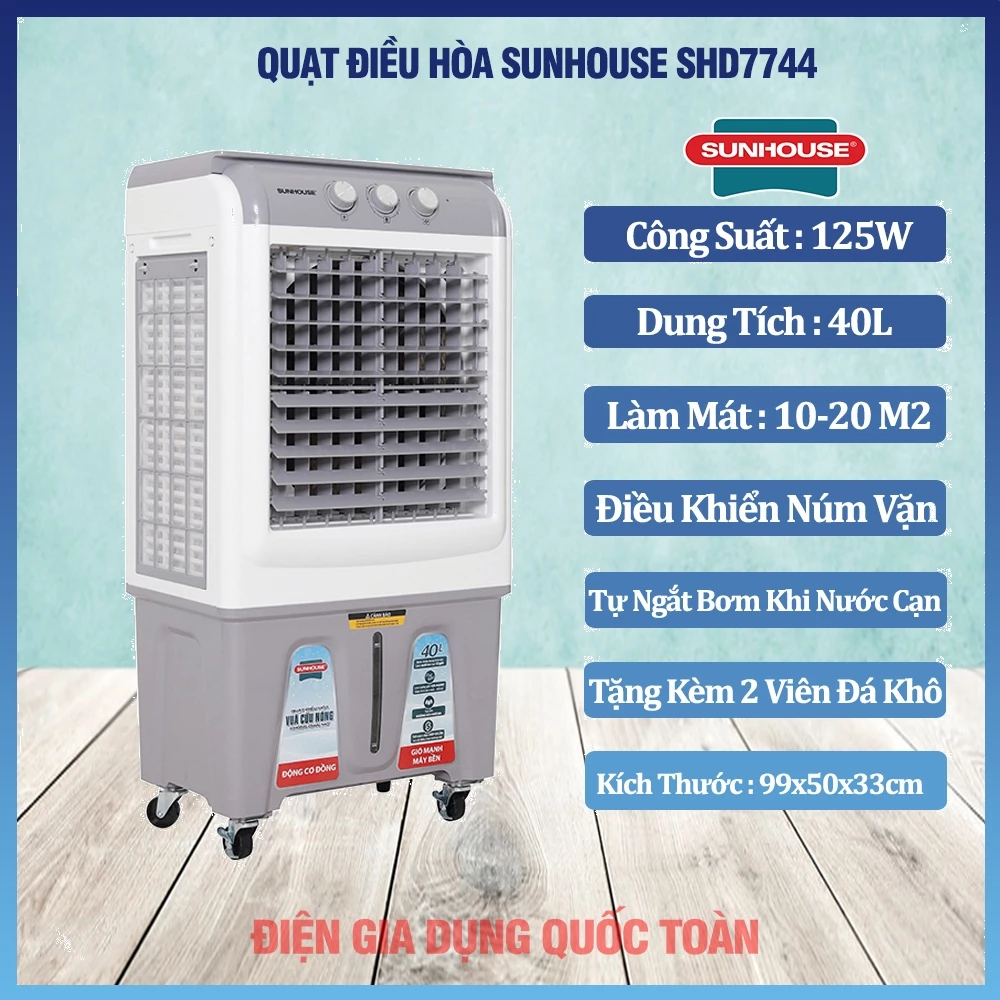 QUẠT ĐIỀU HÒA SUNHOUSE SHD7744
SUNHOUSE®
Công Suất : 125W
Dung Tích : 40L
Làm Mát : 10-20 M2
Điều Khiển Núm Vặn
Tự Ngắt Bơm Khi Nước Cạn
Tặng Kèm 2 Viên Đá Khô
Kích Thước : 99x50x33cm
SUNHOUSE
CẢNH BÁO
SUNHOUSE
VUA CỨU NÓNG
ĐỘNG CƠ ĐỒNG
40L
GIÓ MẠNH
MÁY BỀN
ĐIỆN GIA DỤNG QUỐC TOÀN